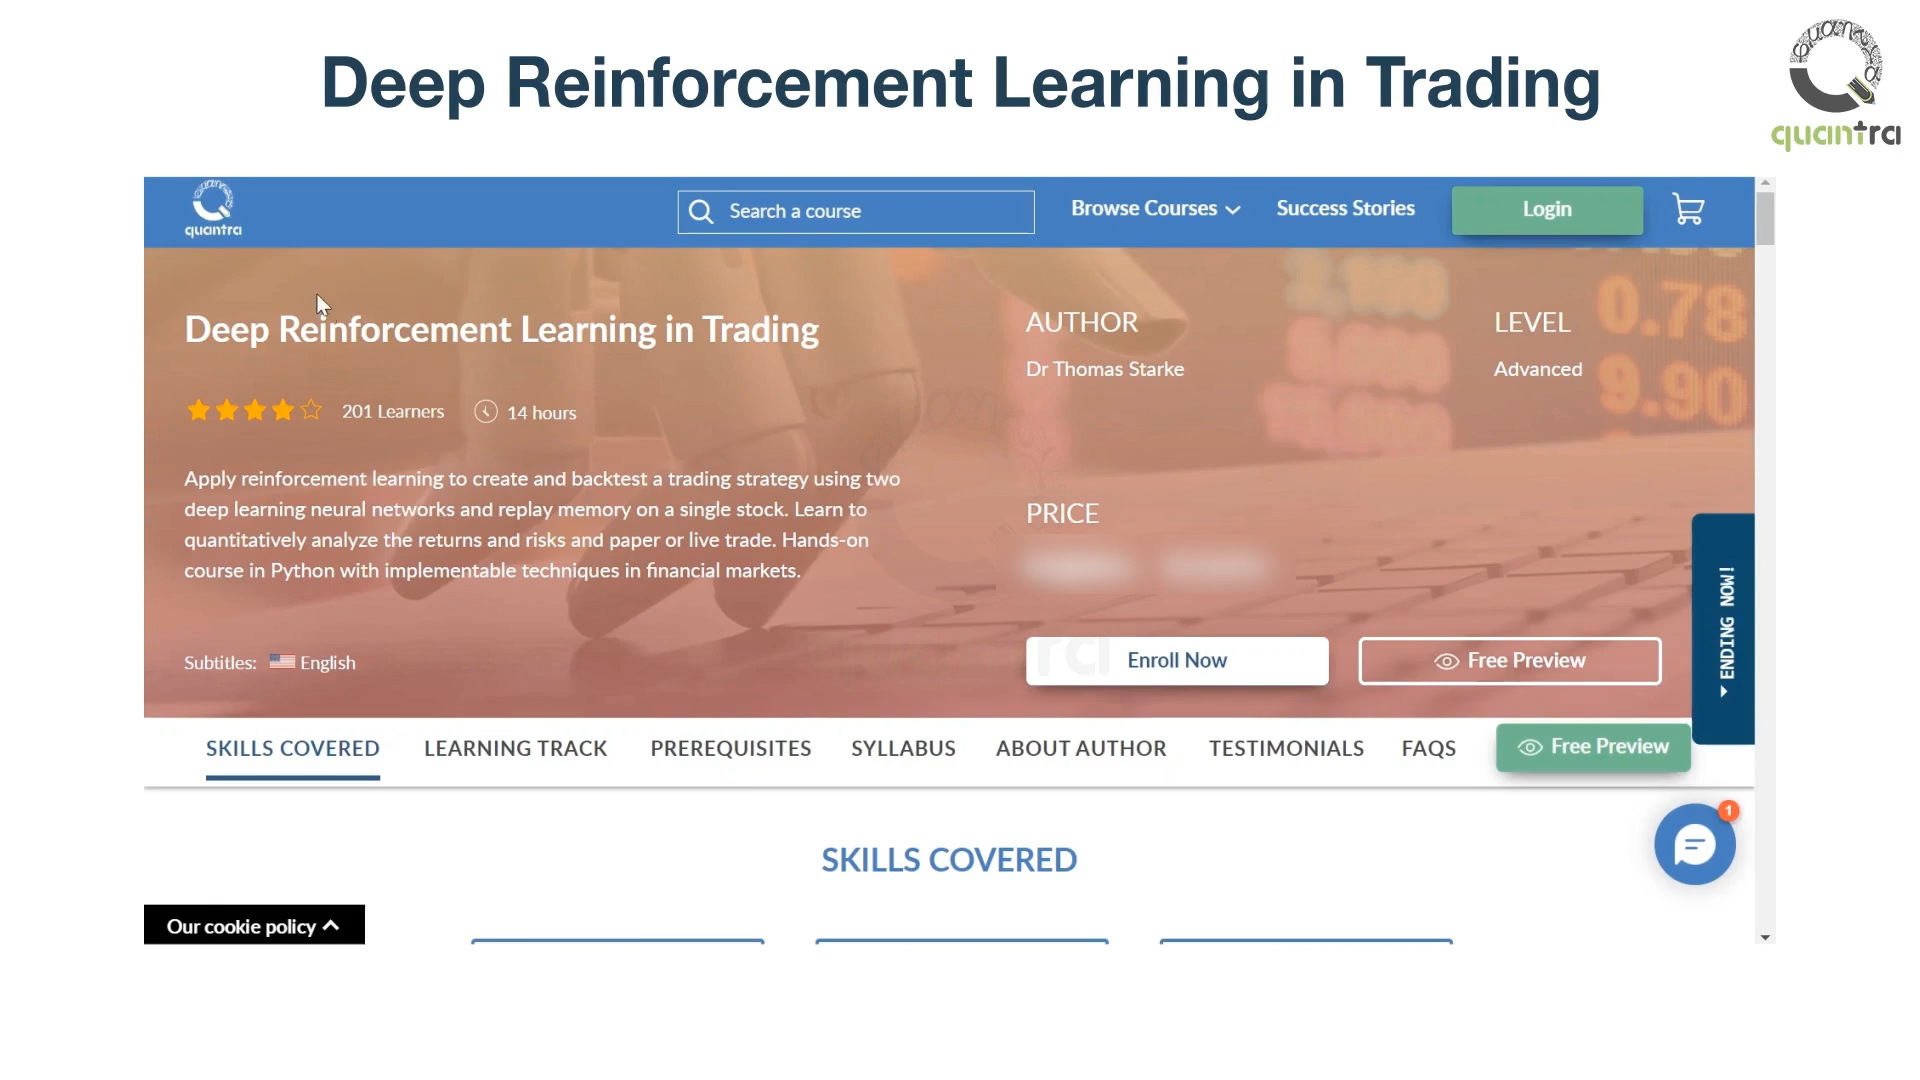 Deep Reinforcement Learning in Trading
quantra
quantra
Search a course
Browse Courses
Success Stories
Login
Deep Reinforcement Learning in Trading
201 Learners
14 hours
Apply reinforcement learning to create and backtest a trading strategy using two
deep learning neural networks and replay memory on a single stock. Learn to
quantitatively analyze the returns and risks and paper or live trade. Hands-on
course in Python with implementable techniques in financial markets.
Subtitles: English
AUTHOR
Dr Thomas Starke
LEVEL
Advanced
0.78
9.90
PRICE
Enroll Now
Free Preview
ENDING NOW!
SKILLS COVERED
LEARNING TRACK
PREREQUISITES
SYLLABUS
ABOUT AUTHOR
TESTIMONIALS
FAQS
Free Preview
1
SKILLS COVERED
Our cookie policy